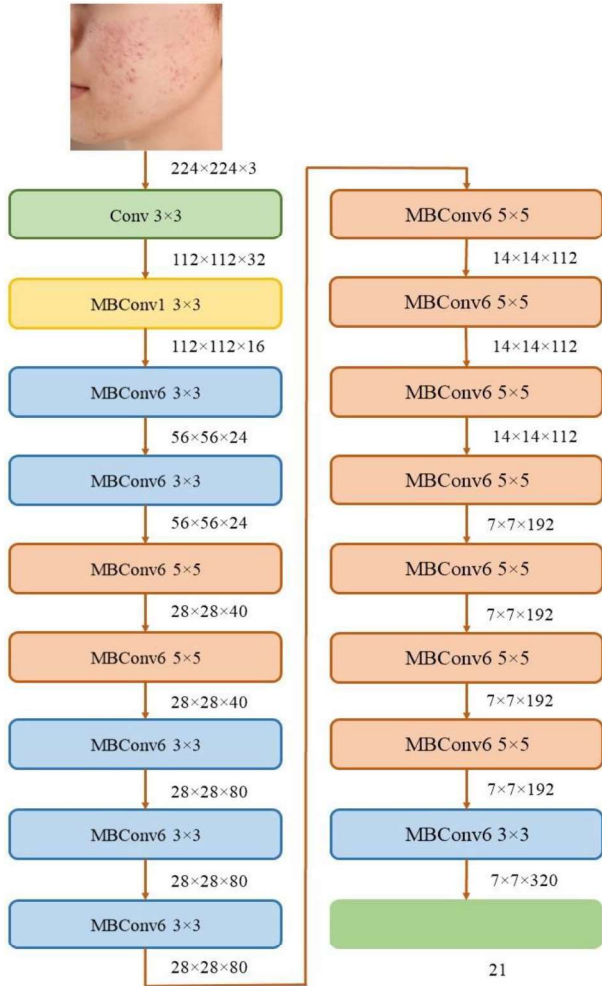 224×224×3
Conv 3×3
112×112×32
MBConv1 3×3
112×112×16
MBConv6 3×3
56×56×24
MBConv6 3×3
56×56×24
MBConv6 5×5
28×28×40
MBConv6 5×5
28×28×40
MBConv6 3×3
28×28×80
MBConv6 3×3
28×28×80
MBConv6 3×3
28×28×80
MBConv6 5×5
14×14×112
MBConv6 5×5
14×14×112
MBConv6 5×5
14×14×112
MBConv6 5×5
7×7×192
MBConv6 5×5
7×7×192
MBConv6 5×5
7×7×192
MBConv6 5×5
7×7×192
MBConv6 3×3
7×7×320
21